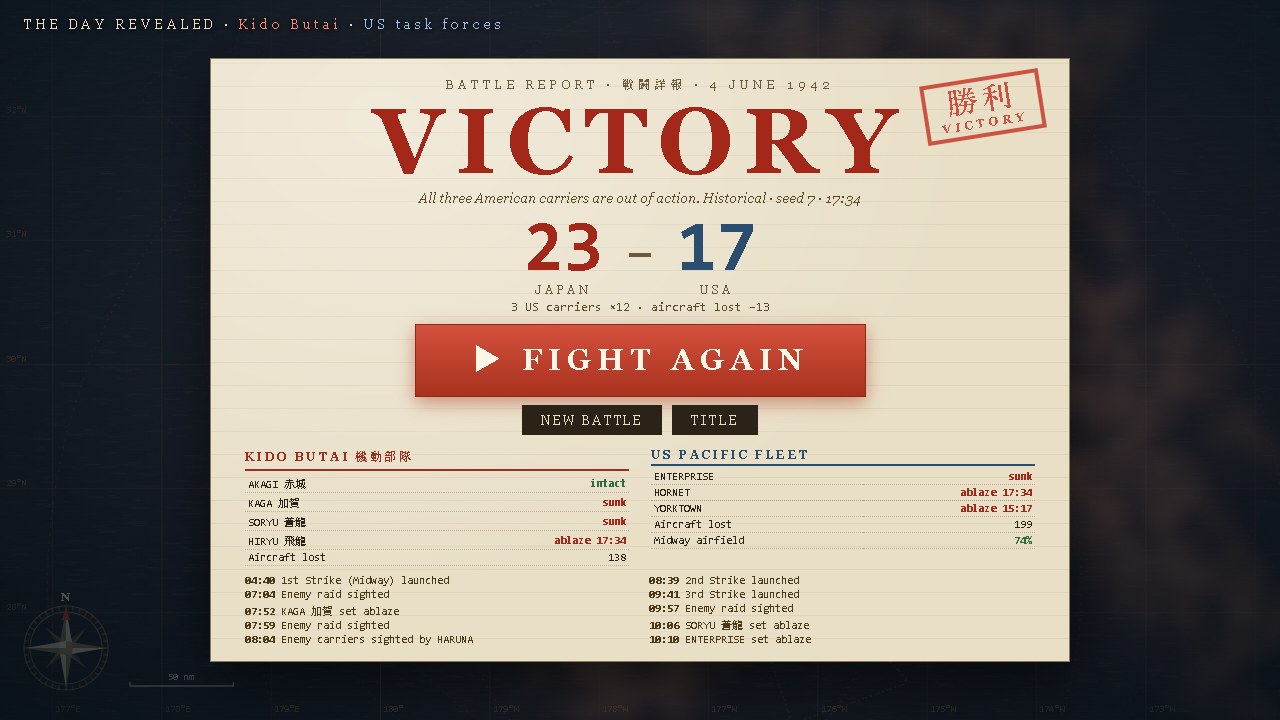 THE DAY REVEALED · Kido Butai · US task forces
BATTLE REPORT · 戦闘詳報 · 4 JUNE 1942
勝利
VICTORY
VICTORY
All three American carriers are out of action. Historical · seed 7 · 17:34
23 – 17
JAPAN USA
3 US carriers ×12 · aircraft lost −13
▶ FIGHT AGAIN
NEW BATTLE TITLE
KIDO BUTAI 機動部隊
AKAGI 赤城 intact
KAGA 加賀 sunk
SORYU 蒼龍 sunk
HIRYU 飛龍 ablaze 17:34
Aircraft lost 138
US PACIFIC FLEET
ENTERPRISE sunk
HORNET ablaze 17:34
YORKTOWN ablaze 15:17
Aircraft lost 199
Midway airfield 74%
04:40 1st Strike (Midway) launched
07:04 Enemy raid sighted
07:52 KAGA 加賀 set ablaze
07:59 Enemy raid sighted
08:04 Enemy carriers sighted by HARUNA
08:39 2nd Strike launched
09:41 3rd Strike launched
09:57 Enemy raid sighted
10:06 SORYU 蒼龍 set ablaze
10:10 ENTERPRISE set ablaze
N
50 nm